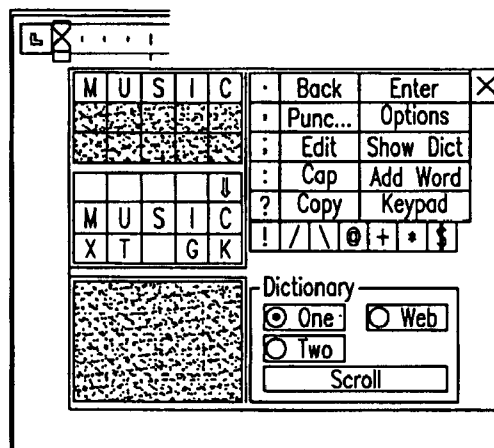 M U S I C . Back Enter X
' Punc... Options
; Edit Show Dict
⇓ : Cap Add Word
M U S I C ? Copy Keypad
X T G K ! / \ @ + * $
Dictionary
One Web
Two
Scroll